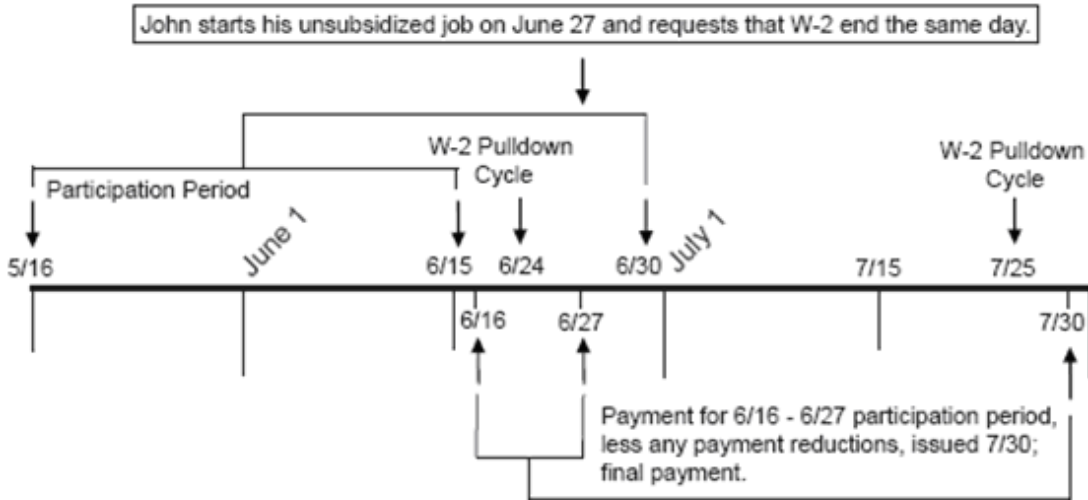 John starts his unsubsidized job on June 27 and requests that W-2 end the same day.
W-2 Pulldown
Cycle
W-2 Pulldown
Cycle
Participation Period
June 1
July 1
5/16
6/15
6/24
6/30
7/15
7/25
6/16
6/27
7/30
Payment for 6/16 - 6/27 participation period,
less any payment reductions, issued 7/30;
final payment.